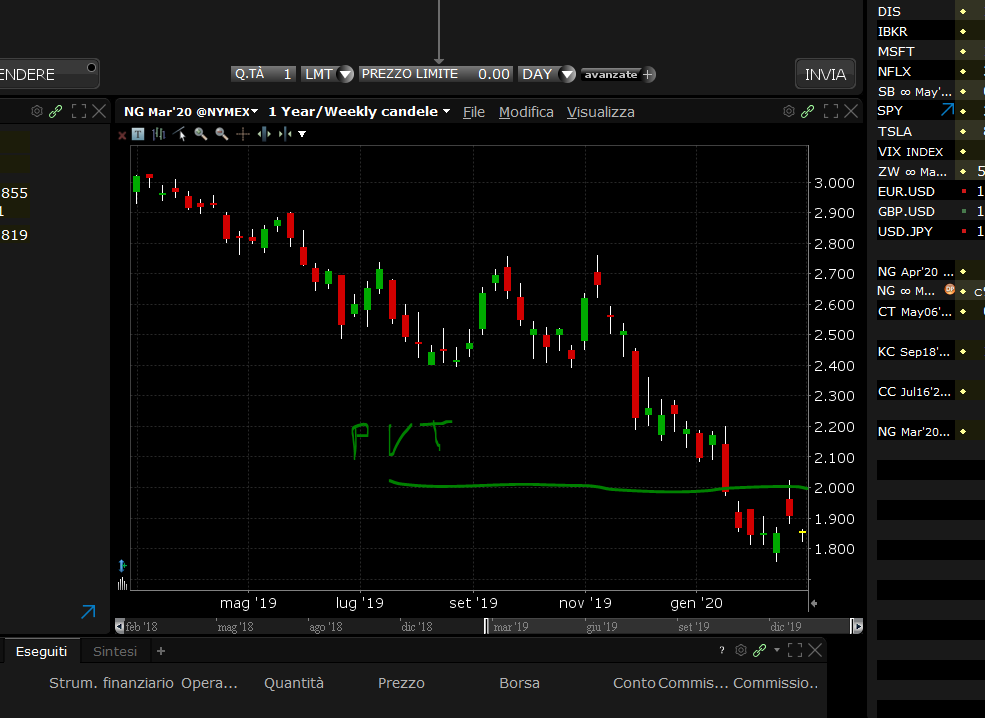 DIS
IBKR
ENDERE
Q.TÀ 1 LMT PREZZO LIMITE 0.00 DAY avanzate + INVIA
MSFT
NFLX
SB ∞ May'...
NG Mar'20 @NYMEX 1 Year/Weekly candele File Modifica Visualizza
SPY
TSLA
VIX INDEX
ZW ∞ Ma... 5
EUR.USD 1
GBP.USD 1
USD.JPY 1
855
1
819
NG Apr'20 ...
NG ∞ M...
CT May06'...
KC Sep18'...
CC Jul16'2...
NG Mar'20...
3.000
2.900
2.800
2.700
2.600
2.500
2.400
2.300
2.200
2.100
2.000
1.900
1.800
PVT
mag '19 lug '19 set '19 nov '19 gen '20
feb '18 mag '18 ago '18 dic '18 mar '19 giu '19 set '19 dic '19
Eseguiti Sintesi + ?
Strum. finanziario Opera... Quantità Prezzo Borsa Conto Commis... Commissio..